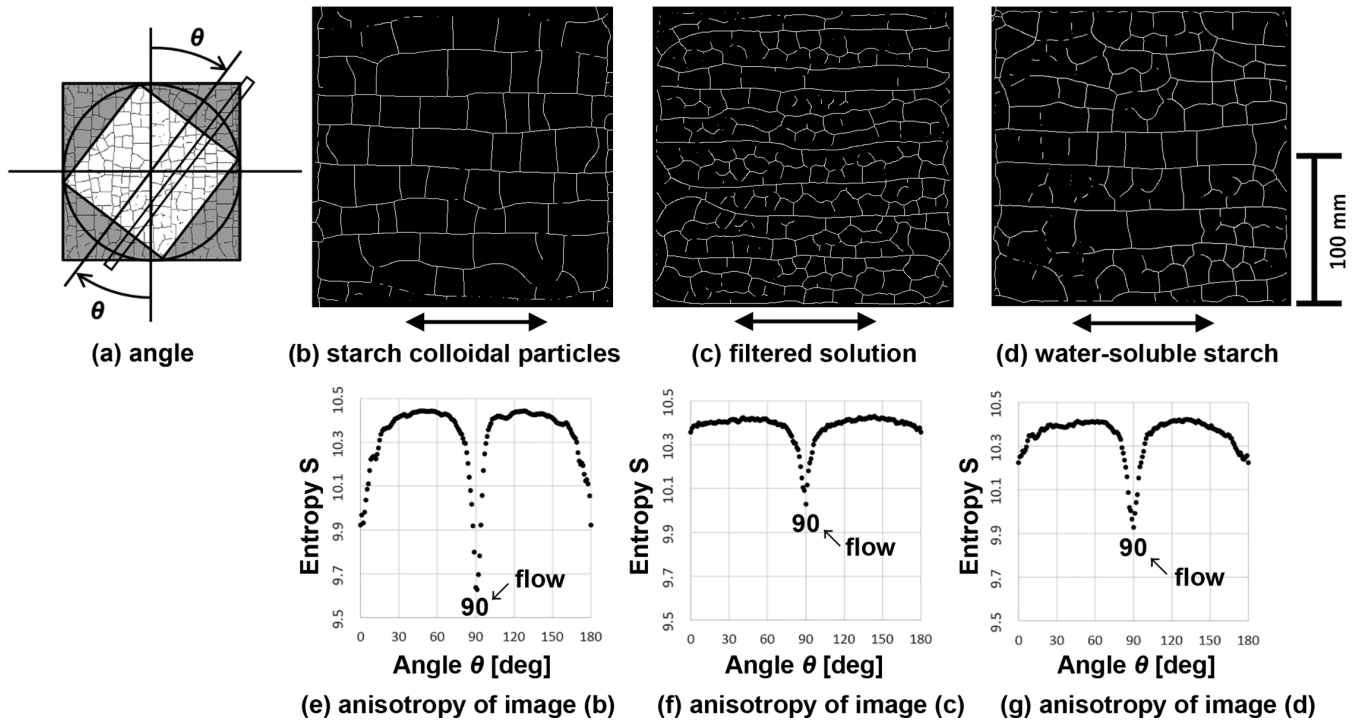 θ
θ
(a) angle
(b) starch colloidal particles
(c) filtered solution
(d) water-soluble starch
100 mm
Entropy S
10.5
10.3
10.1
9.9
9.7
9.5
90
flow
0 30 60 90 120 150 180
Angle θ [deg]
(e) anisotropy of image (b)
Entropy S
10.5
10.3
10.1
9.9
9.7
9.5
90
flow
0 30 60 90 120 150 180
Angle θ [deg]
(f) anisotropy of image (c)
Entropy S
10.5
10.3
10.1
9.9
9.7
9.5
90
flow
0 30 60 90 120 150 180
Angle θ [deg]
(g) anisotropy of image (d)